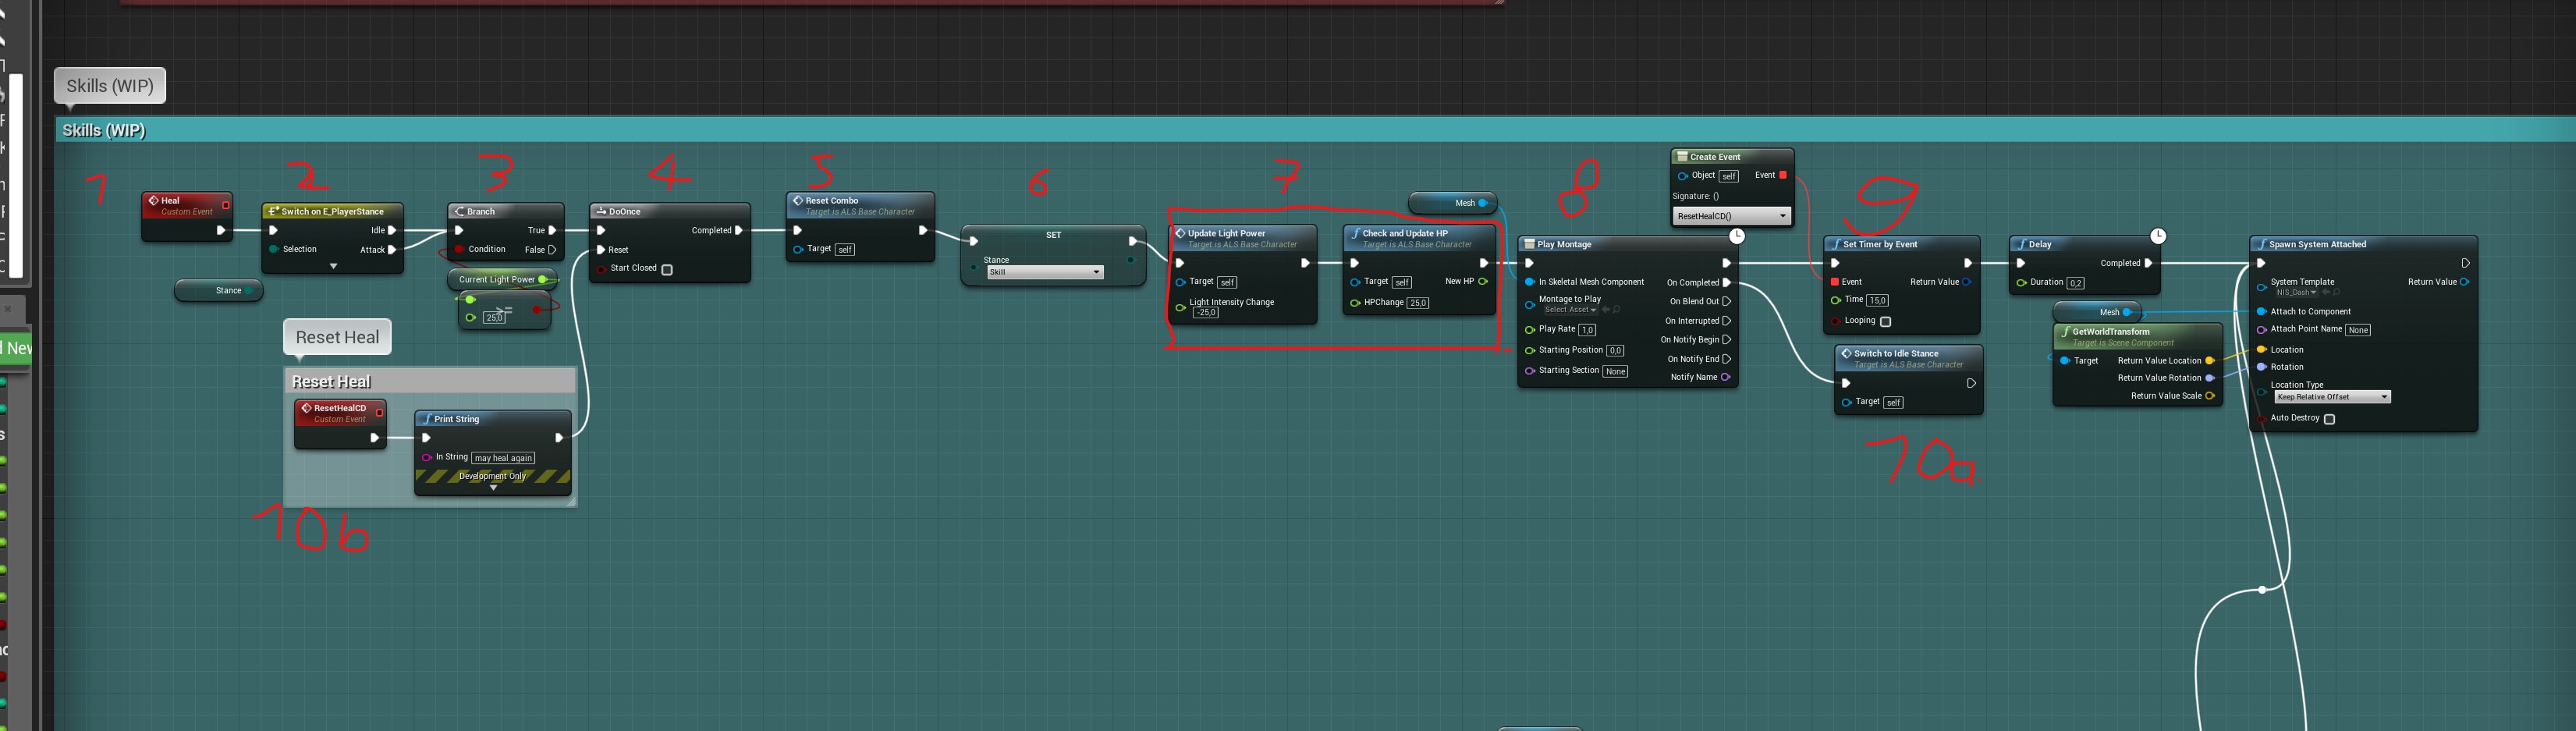 Skills (WIP)
Skills (WIP)
1
2
3
4
5
6
7
8
9
Heal
Custom Event
Stance
Switch on E_PlayerStance
Idle
Selection
Attack
Branch
True
Condition
False
Current Light Power
>=
25,0
DoOnce
Completed
Reset
Start Closed
Reset Combo
Target is ALS Base Character
Target self
SET
Stance
Skill
Update Light Power
Target is ALS Base Character
Target self
Light Intensity Change
-25,0
Check and Update HP
Target is ALS Base Character
Target self
New HP
HPChange 25,0
Mesh
Play Montage
In Skeletal Mesh Component
On Completed
Montage to Play
Select Asset
On Blend Out
On Interrupted
Play Rate 1,0
On Notify Begin
Starting Position 0,0
On Notify End
Starting Section None
Notify Name
Create Event
Object self
Event
Signature: ()
ResetHealCD()
Set Timer by Event
Event
Return Value
Time 15,0
Looping
Switch to Idle Stance
Target is ALS Base Character
Target self
10a
Delay
Completed
Duration 0,2
Mesh
GetWorldTransform
Target is Scene Component
Target
Return Value Location
Return Value Rotation
Return Value Scale
Spawn System Attached
System Template
NIS_Dash
Return Value
Attach to Component
Attach Point Name None
Location
Rotation
Location Type
Keep Relative Offset
Auto Destroy
Reset Heal
Reset Heal
ResetHealCD
Custom Event
Print String
In String may heal again
Development Only
10b